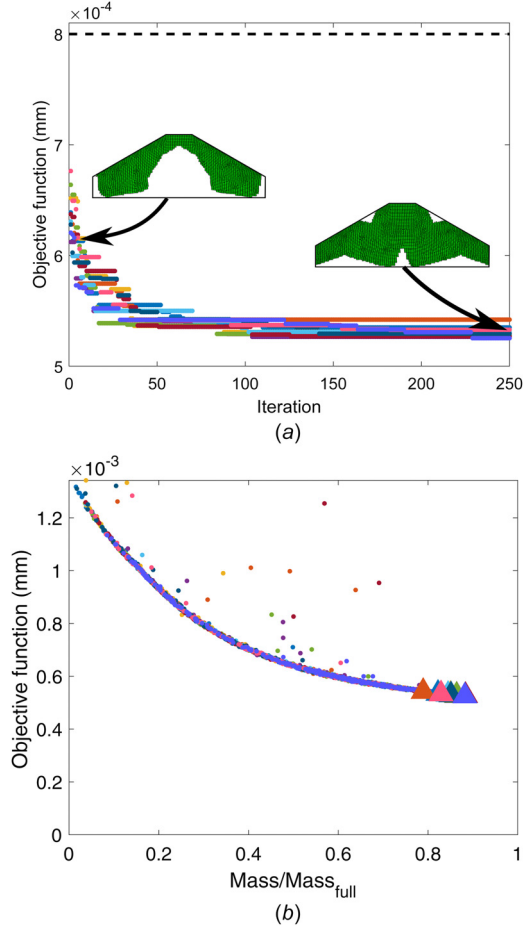 ×10⁻⁴
8
7
6
5
Objective function (mm)
0 50 100 150 200 250
Iteration
(a)
×10⁻³
1.2
1
0.8
0.6
0.4
0.2
0
Objective function (mm)
0 0.2 0.4 0.6 0.8 1
Mass/Mass_full
(b)